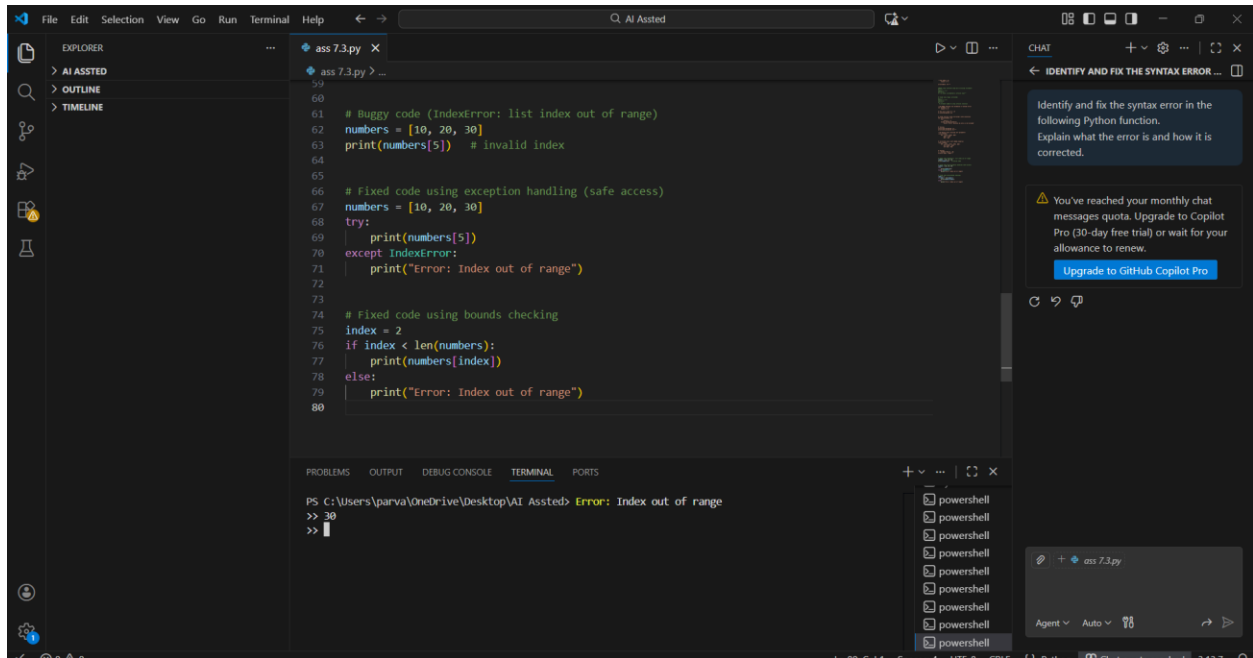 File Edit Selection View Go Run Terminal Help
AI Assted
EXPLORER
AI ASSTED
OUTLINE
TIMELINE
ass 7.3.py
ass 7.3.py > ...
59
60
61 # Buggy code (IndexError: list index out of range)
62 numbers = [10, 20, 30]
63 print(numbers[5]) # invalid index
64
65
66 # Fixed code using exception handling (safe access)
67 numbers = [10, 20, 30]
68 try:
69 print(numbers[5])
70 except IndexError:
71 print("Error: Index out of range")
72
73
74 # Fixed code using bounds checking
75 index = 2
76 if index < len(numbers):
77 print(numbers[index])
78 else:
79 print("Error: Index out of range")
80
PROBLEMS OUTPUT DEBUG CONSOLE TERMINAL PORTS
PS C:\Users\parva\OneDrive\Desktop\AI Assted> Error: Index out of range
>> 30
>>
powershell
powershell
powershell
powershell
powershell
powershell
powershell
powershell
powershell
CHAT
IDENTIFY AND FIX THE SYNTAX ERROR ...
Identify and fix the syntax error in the
following Python function.
Explain what the error is and how it is
corrected.
You've reached your monthly chat
messages quota. Upgrade to Copilot
Pro (30-day free trial) or wait for your
allowance to renew.
Upgrade to GitHub Copilot Pro
ass 7.3.py
Agent Auto
1